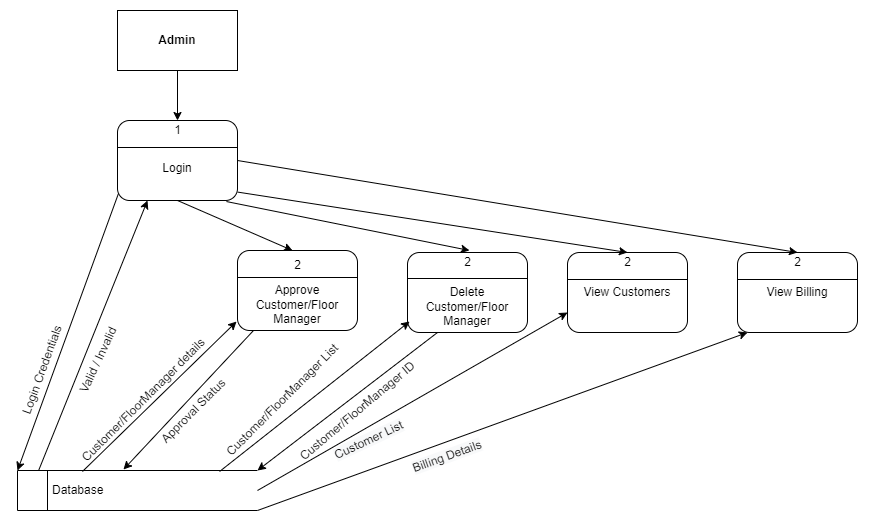 Admin
1
Login
2
Approve
Customer/Floor
Manager
2
Delete
Customer/Floor
Manager
2
View Customers
2
View Billing
Login Credentials
Valid / Invalid
Customer/FloorManager details
Approval Status
Customer/FloorManager List
Customer/FloorManager ID
Customer List
Billing Details
Database